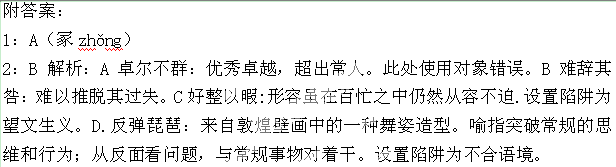 附答案：
1：A（冢 zhǒng）
2：B 解析：A 卓尔不群：优秀卓越，超出常人。此处使用对象错误。B 难辞其
咎：难以推脱其过失。C 好整以暇：形容虽在百忙之中仍然从容不迫.设置陷阱为
望文生义。D.反弹琵琶：来自敦煌壁画中的一种舞姿造型。喻指突破常规的思
维和行为；从反面看问题，与常规事物对着干。设置陷阱为不合语境。